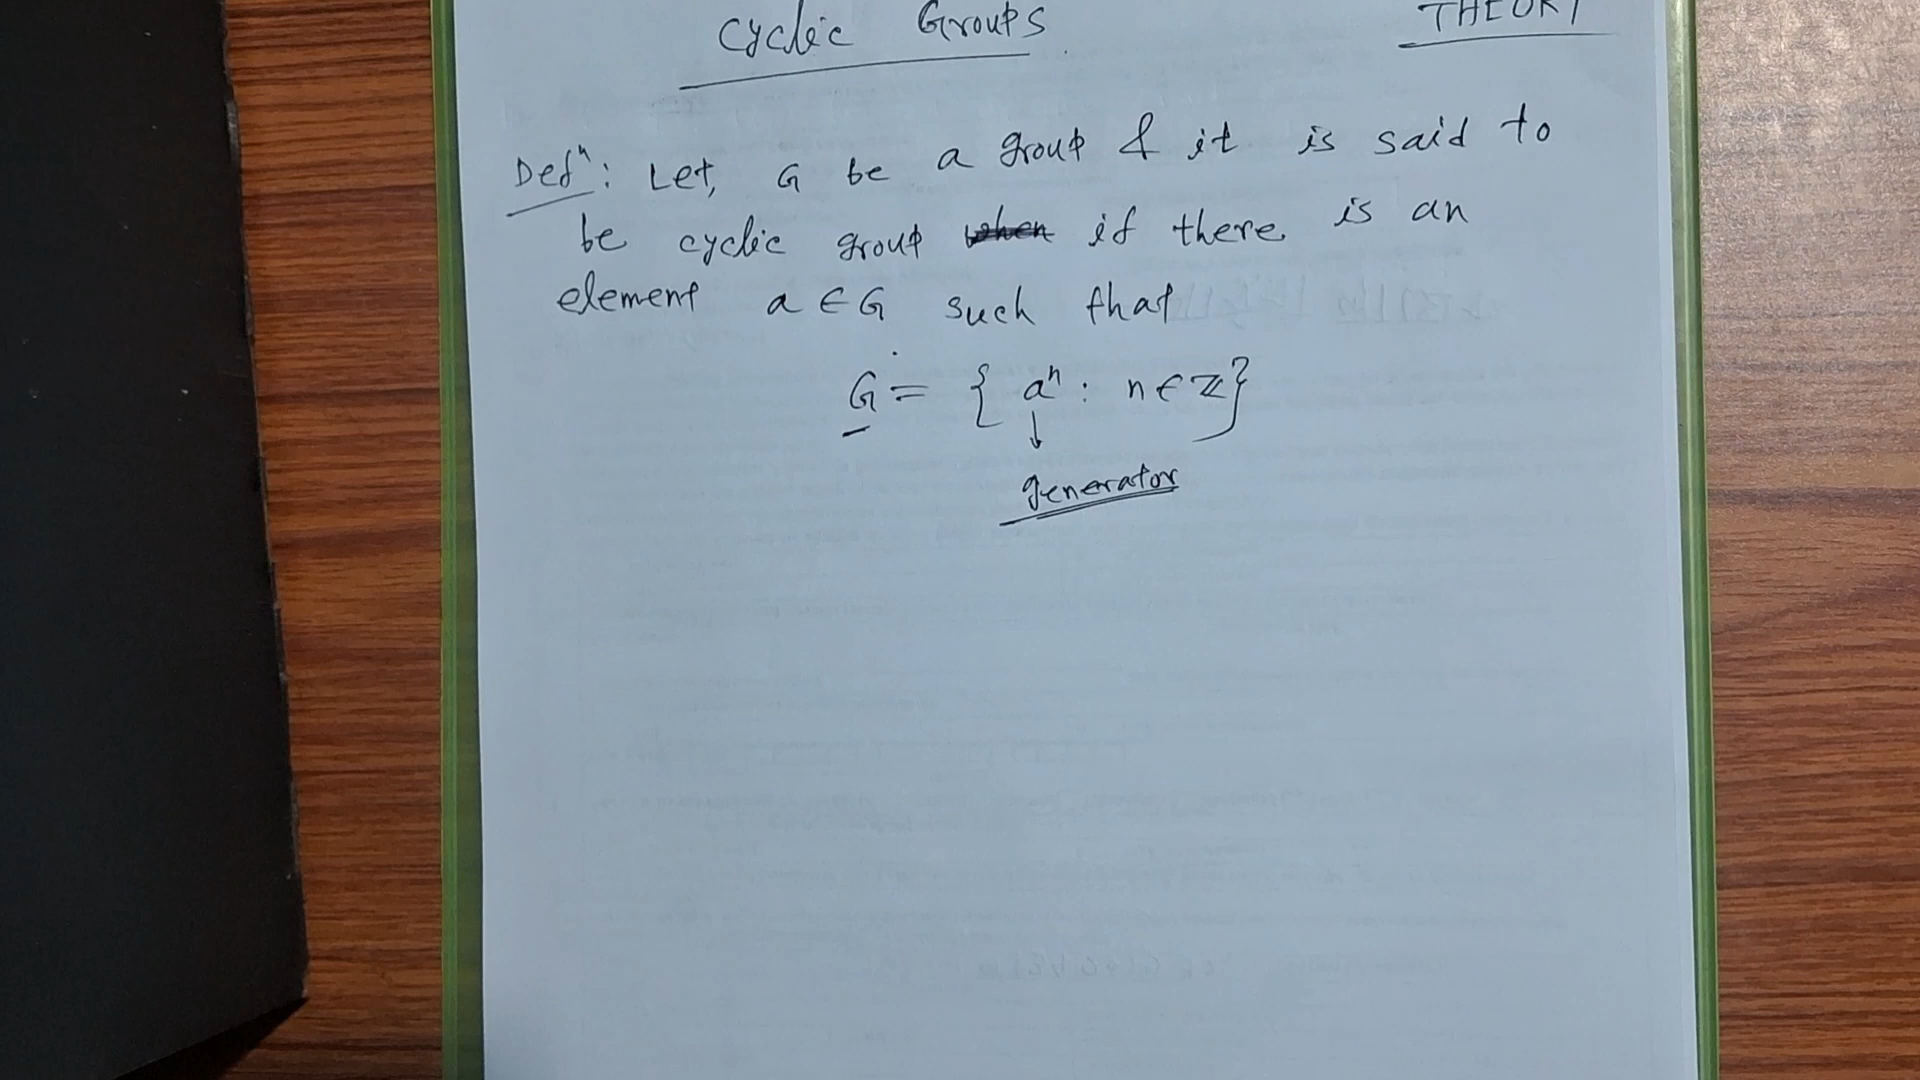 Cyclic Groups
THEORY
Defⁿ: Let, G be a group & it is said to
be cyclic group when if there is an
element a ∈ G such that
G = { aⁿ : n ∈ ℤ}
↓
generator